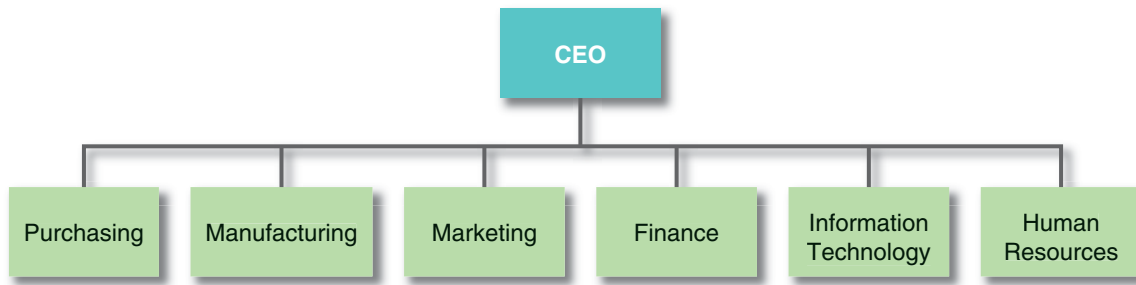 CEO
Purchasing
Manufacturing
Marketing
Finance
Information
Technology
Human
Resources